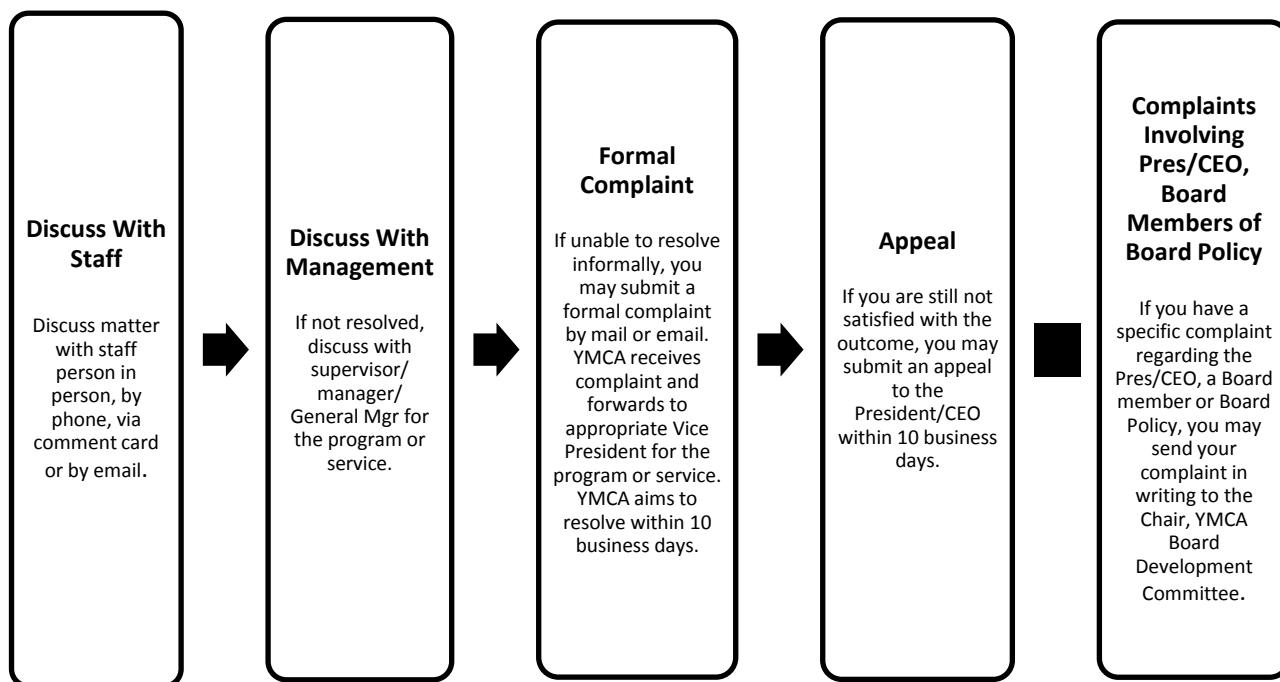 Discuss With
Staff
Discuss matter
with staff
person in
person, by
phone, via
comment card
or by email.
Discuss With
Management
If not resolved,
discuss with
supervisor/
manager/
General Mgr for
the program or
service.
Formal
Complaint
If unable to resolve
informally, you
may submit a
formal complaint
by mail or email.
YMCA receives
complaint and
forwards to
appropriate Vice
President for the
program or service.
YMCA aims to
resolve within 10
business days.
Appeal
If you are still not
satisfied with the
outcome, you may
submit an appeal
to the
President/CEO
within 10 business
days.
Complaints
Involving
Pres/CEO,
Board
Members of
Board Policy
If you have a
specific complaint
regarding the
Pres/CEO, a Board
member or Board
Policy, you may
send your
complaint in
writing to the
Chair, YMCA
Board
Development
Committee.